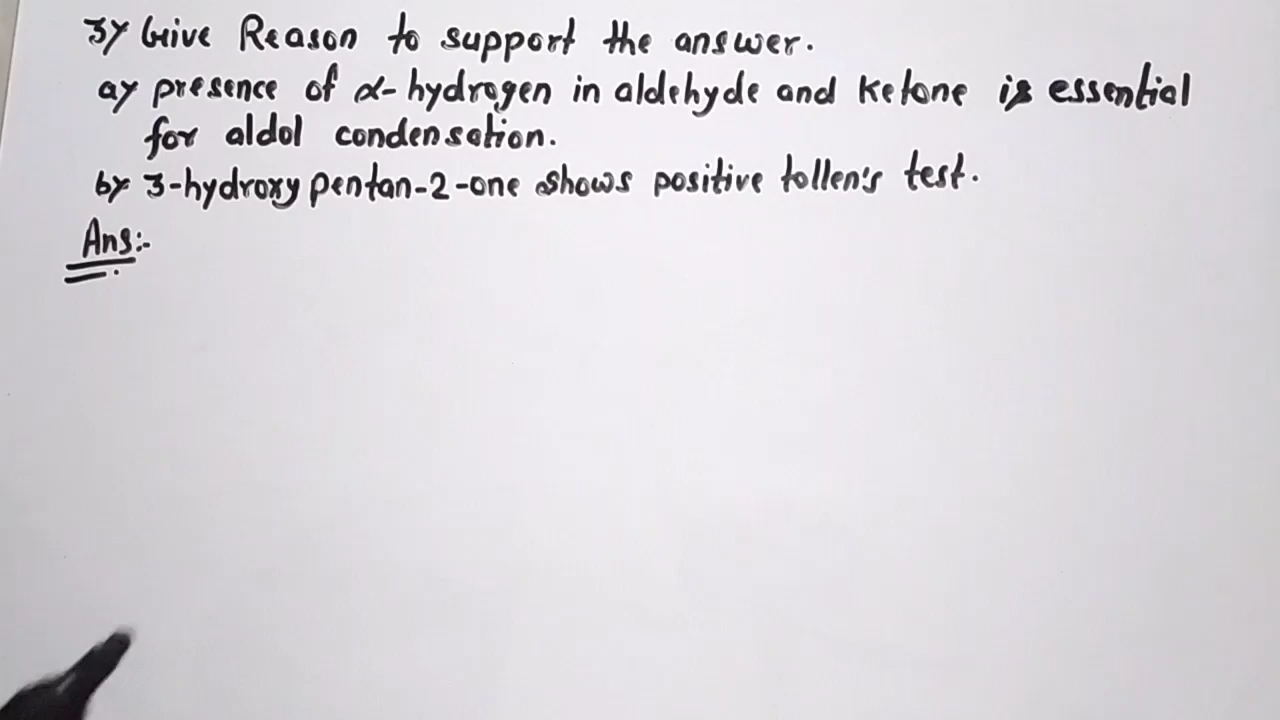 3) Give Reason to support the answer.
a) presence of α-hydrogen in aldehyde and ketone is essential
for aldol condensation.
b) 3-hydroxy pentan-2-one shows positive tollen's test.
Ans:-